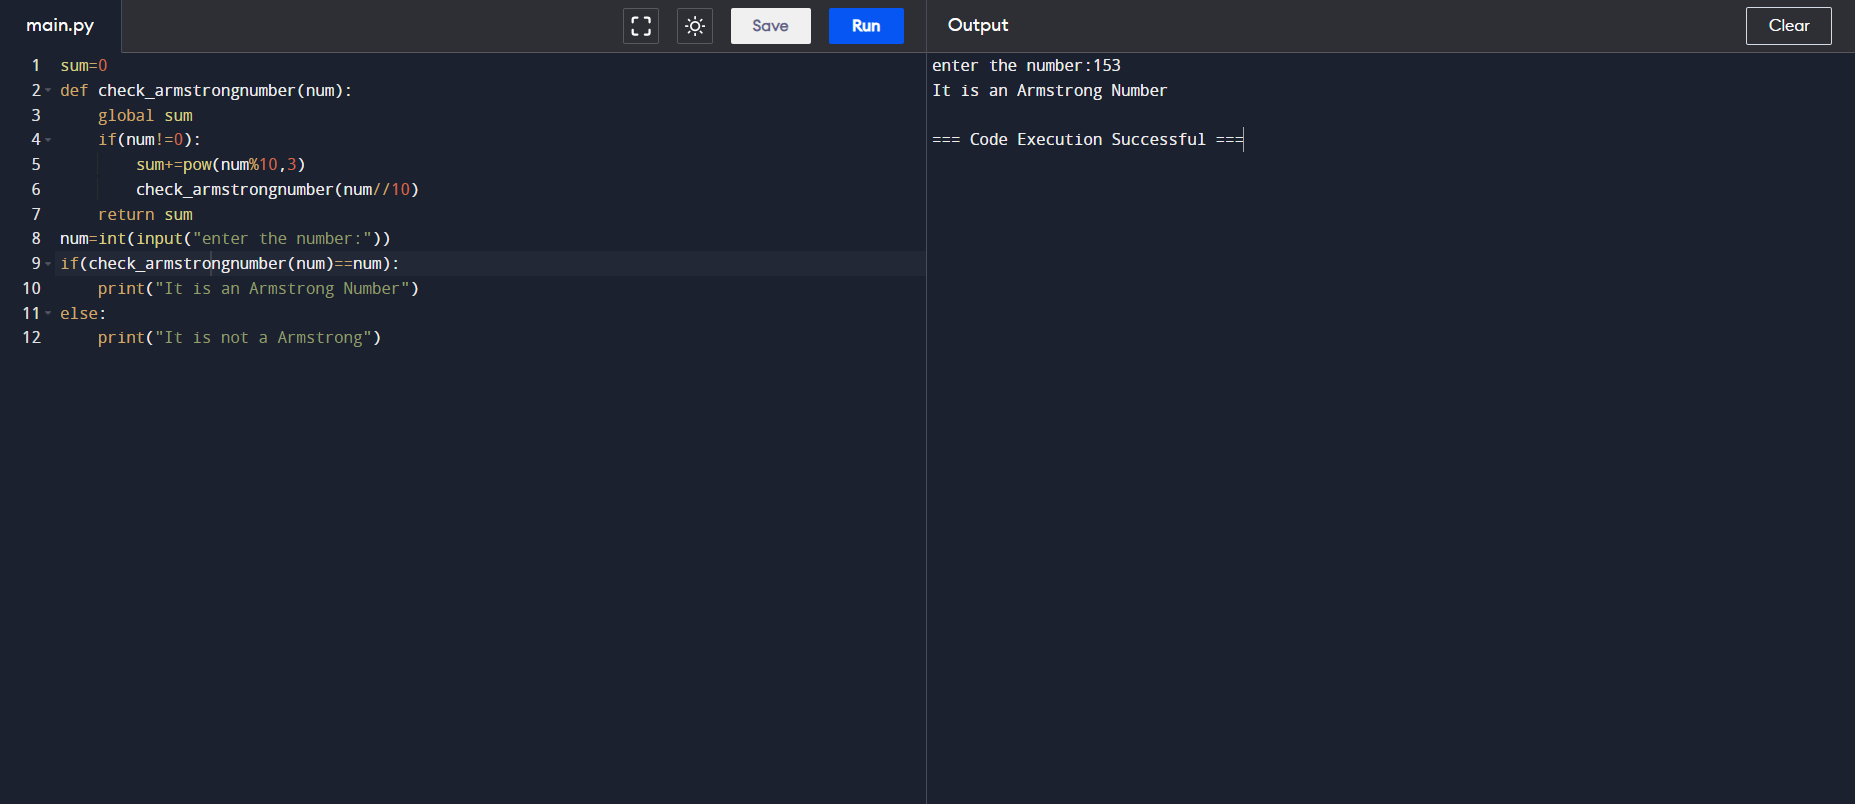 main.py
Save
Run
1 sum=0
2 def check_armstrongnumber(num):
3     global sum
4     if(num!=0):
5         sum+=pow(num%10,3)
6         check_armstrongnumber(num//10)
7     return sum
8 num=int(input("enter the number:"))
9 if(check_armstrongnumber(num)==num):
10     print("It is an Armstrong Number")
11 else:
12     print("It is not a Armstrong")
Output
Clear
enter the number:153
It is an Armstrong Number
=== Code Execution Successful ===